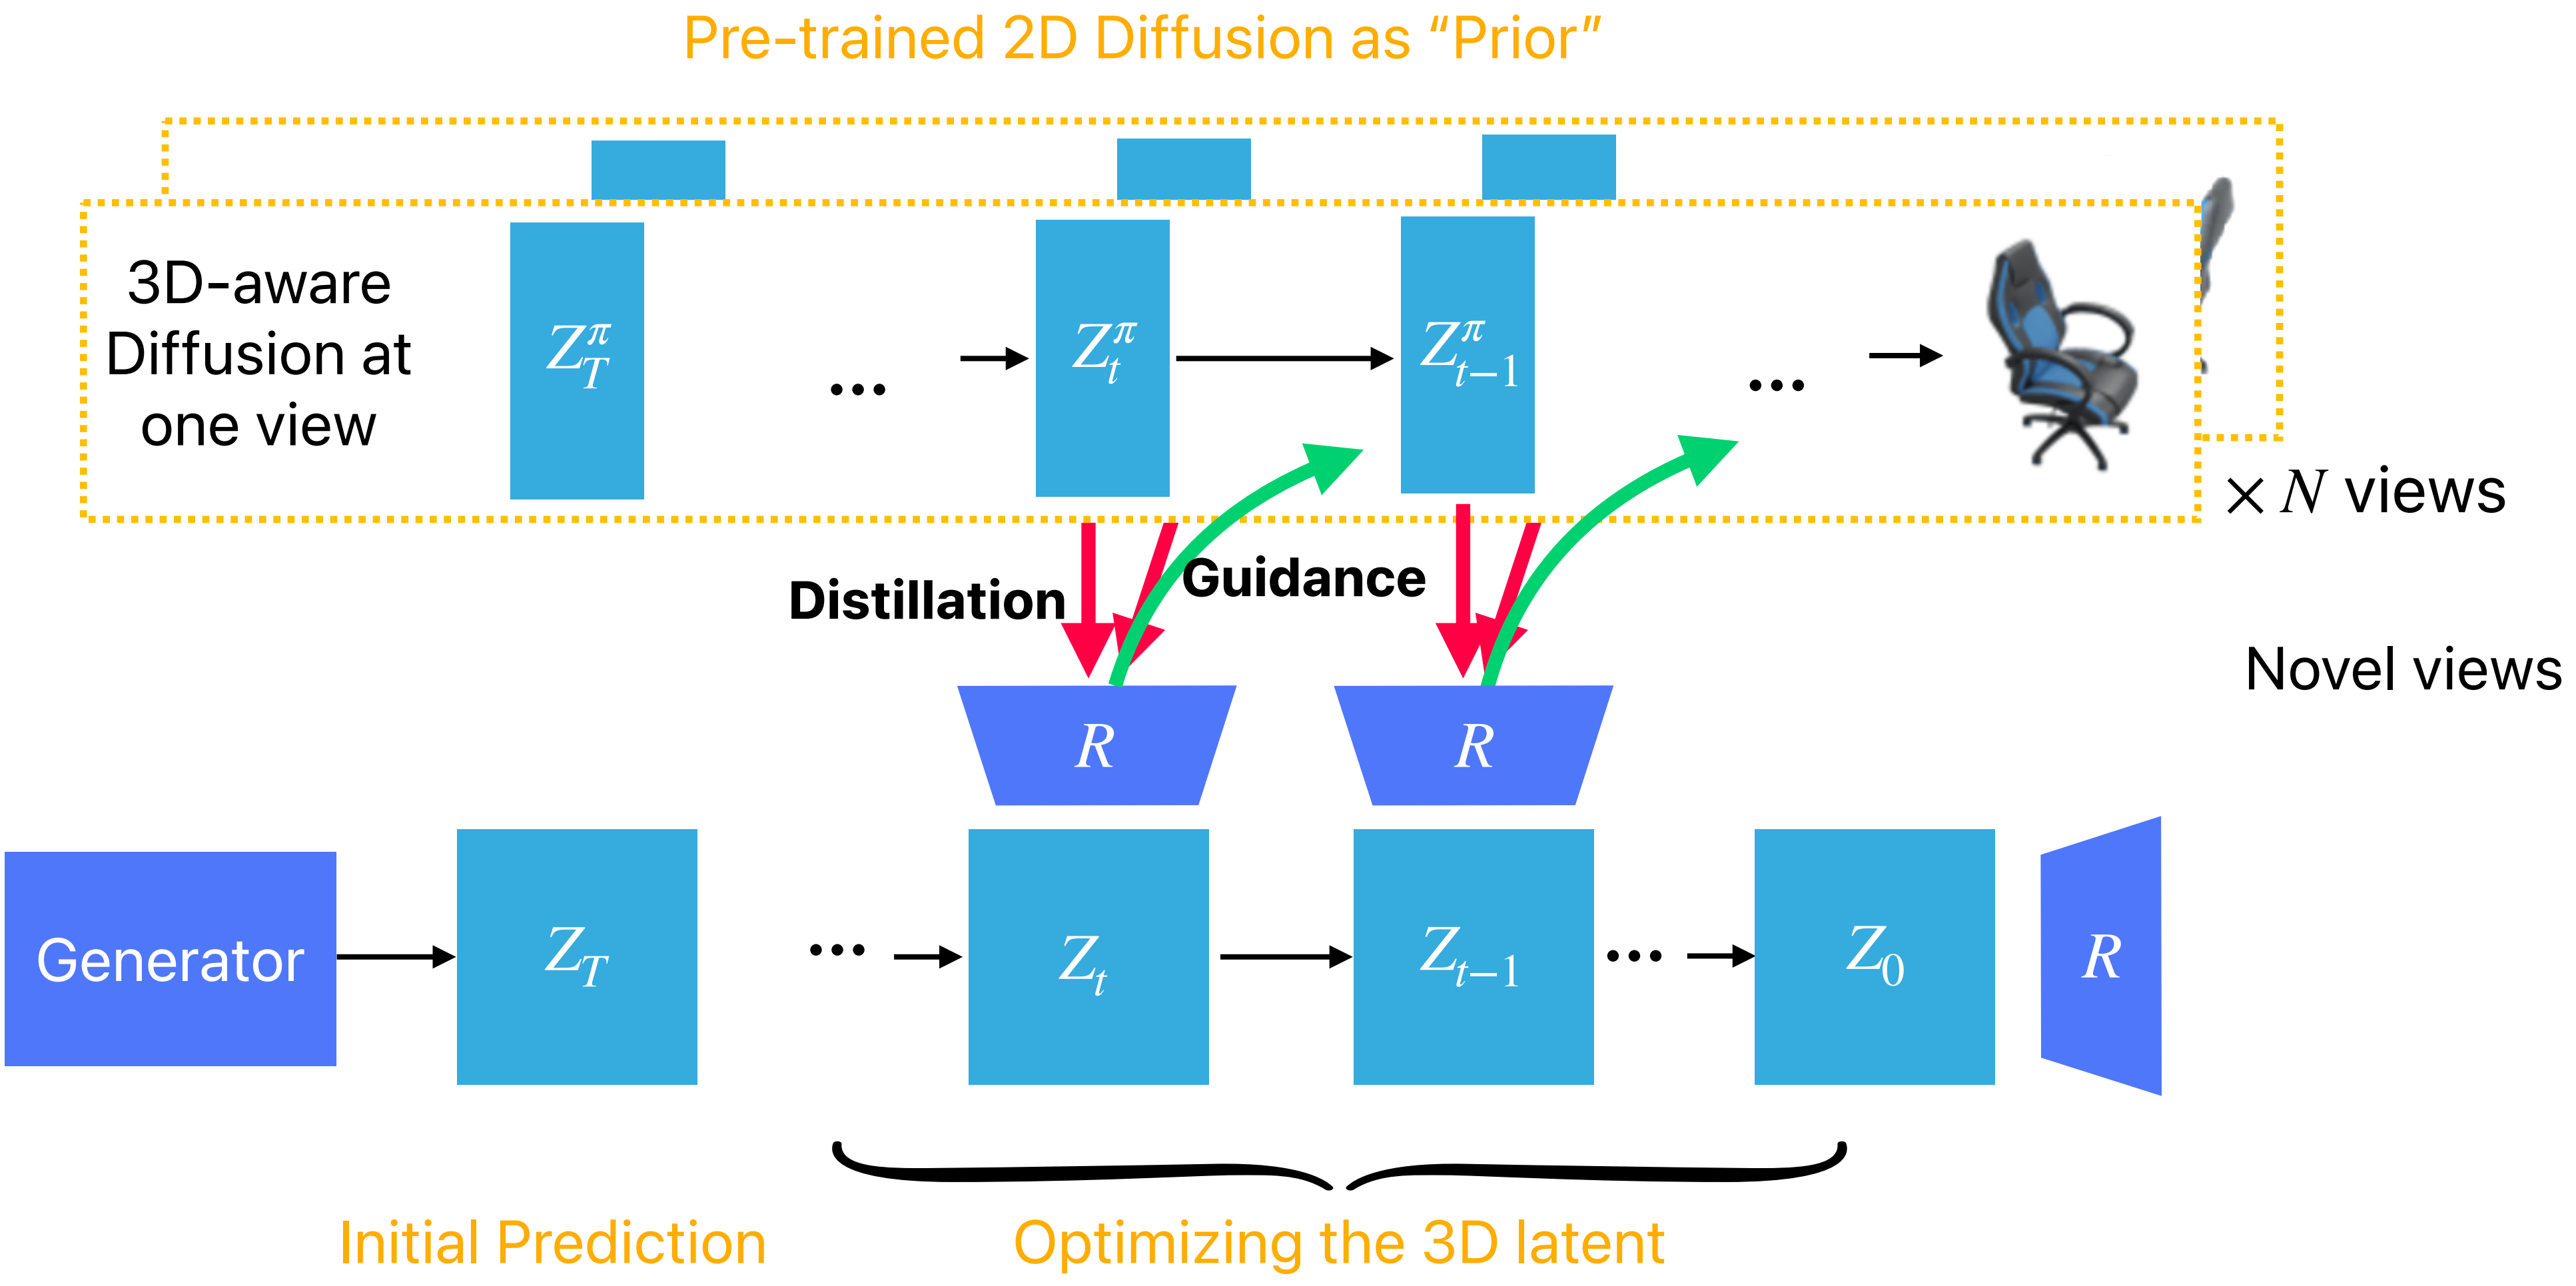 Pre-trained 2D Diffusion as “Prior”
3D-aware
Diffusion at
one view
Z_T^π
...
Z_t^π
Z_{t−1}^π
...
× N views
Distillation
Guidance
Novel views
R
R
Generator
Z_T
...
Z_t
Z_{t−1}
...
Z_0
R
Initial Prediction
Optimizing the 3D latent